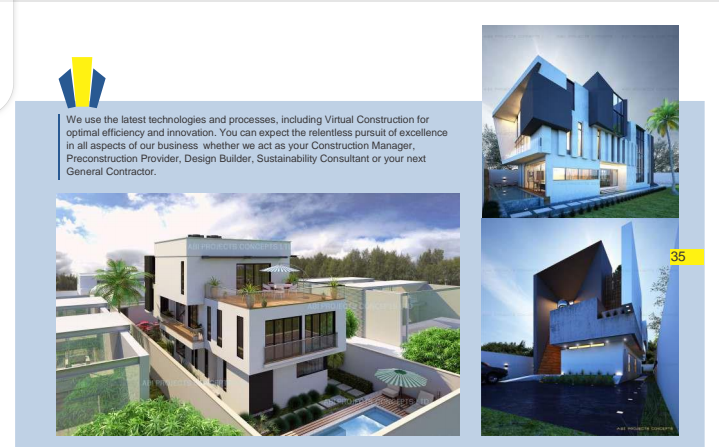 We use the latest technologies and processes, including Virtual Construction for
optimal efficiency and innovation. You can expect the relentless pursuit of excellence
in all aspects of our business whether we act as your Construction Manager,
Preconstruction Provider, Design Builder, Sustainability Consultant or your next
General Contractor.
35
ABI PROJECTS CONCEPTS LTD